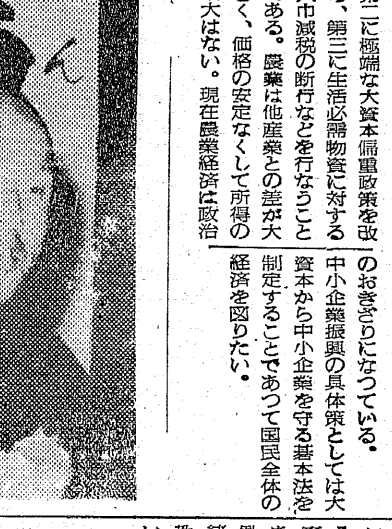 第二に極端な大資本偏重政策を改
、第三に生活必需物資に対する
巾減税の断行などを行なうこと
ある。農業は他産業との差が大
く、価格の安定なくして所得の
大はない。現在農業経済は政治
のおきざりになつている。
中小企業振興の具体策としては大
資本から中小企業を守る基本法を
制定することであつて国民全体の
経済を図りたい。